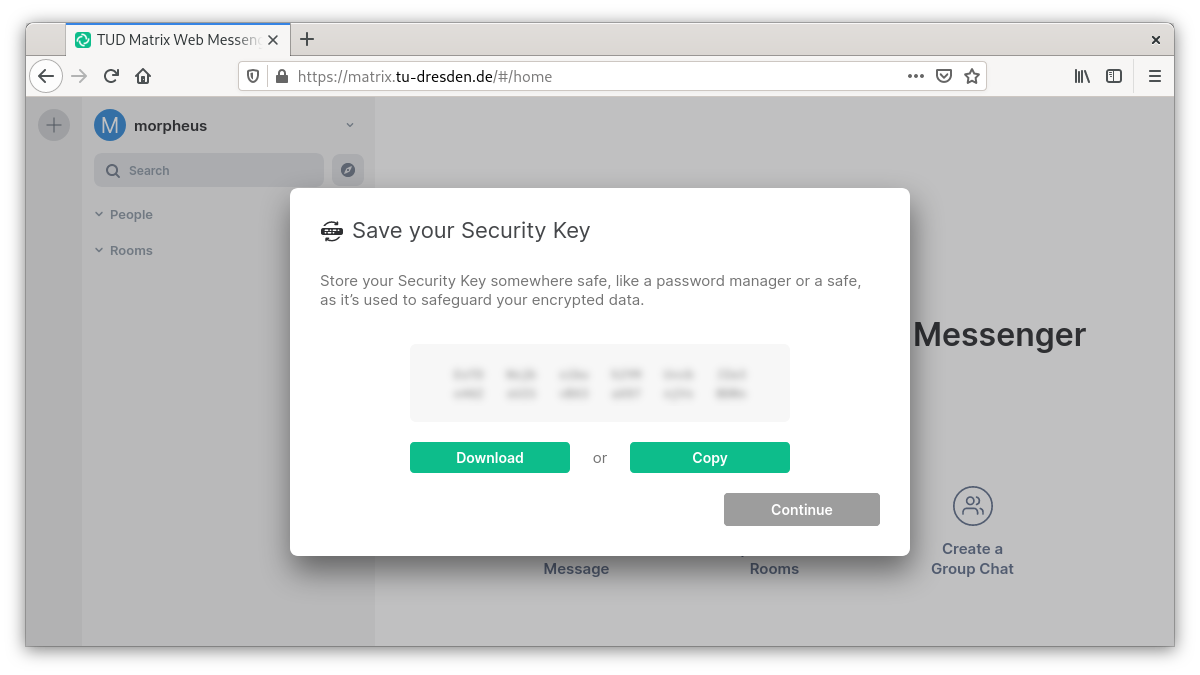 TUD Matrix Web Messeng
https://matrix.tu-dresden.de/#/home
M morpheus
Search
People
Rooms
Save your Security Key
Store your Security Key somewhere safe, like a password manager or a safe,
as it’s used to safeguard your encrypted data.
Messenger
Download or Copy
Continue
Create a
Group Chat
Message
Rooms